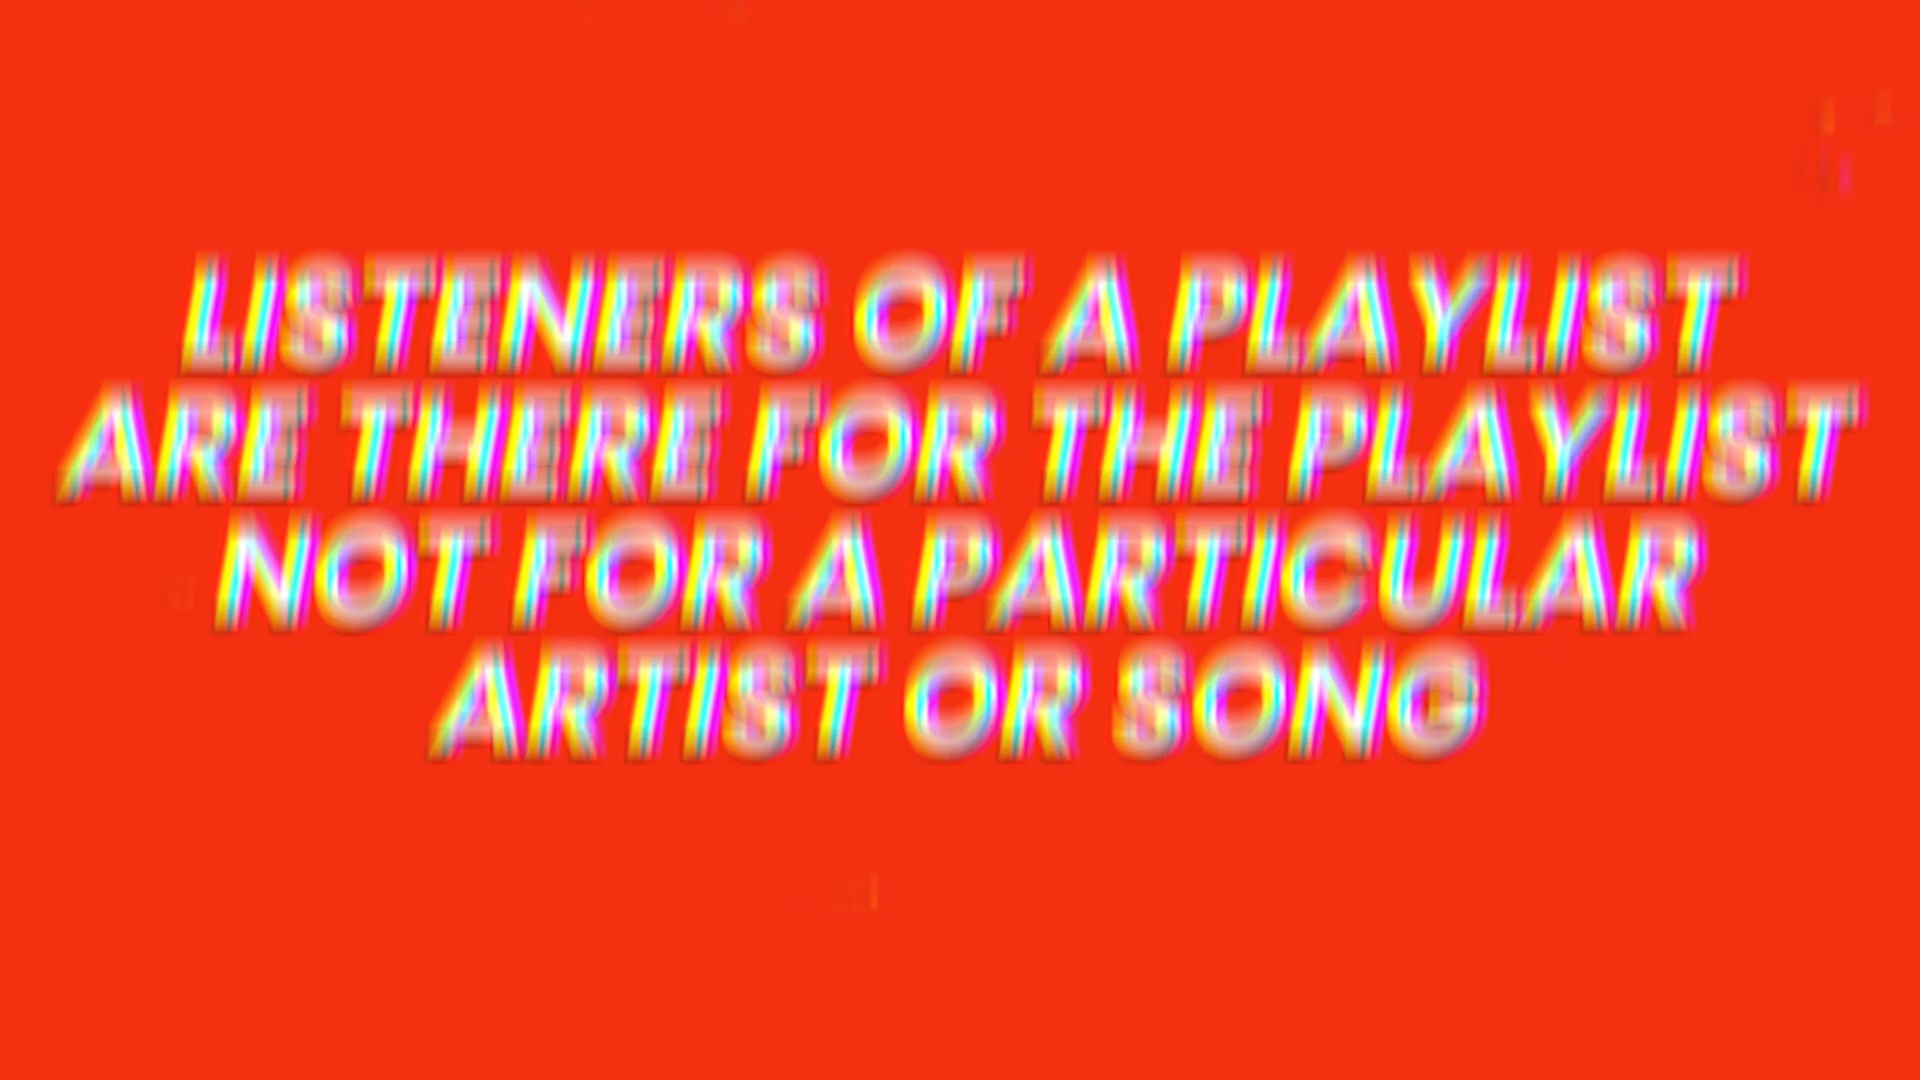 LISTENERS OF A PLAYLIST
ARE THERE FOR THE PLAYLIST
NOT FOR A PARTICULAR
ARTIST OR SONG